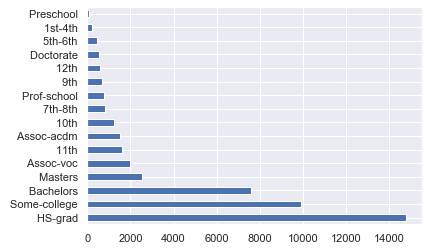 Preschool
1st-4th
5th-6th
Doctorate
12th
9th
Prof-school
7th-8th
10th
Assoc-acdm
11th
Assoc-voc
Masters
Bachelors
Some-college
HS-grad
0 2000 4000 6000 8000 10000 12000 14000